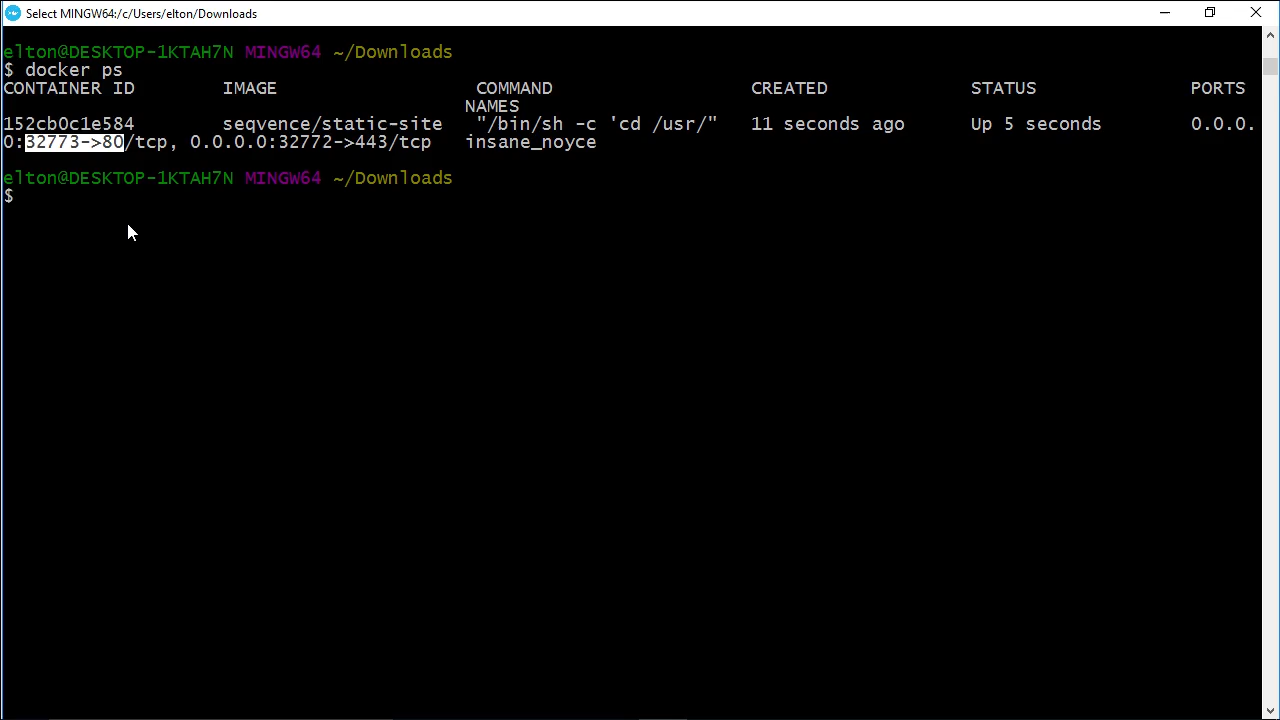 Select MINGW64:/c/Users/elton/Downloads
elton@DESKTOP-1KTAH7N MINGW64 ~/Downloads
$ docker ps
CONTAINER ID        IMAGE                  COMMAND                  CREATED             STATUS              PORTS
NAMES
152cb0c1e584        seqvence/static-site   "/bin/sh -c 'cd /usr/"   11 seconds ago      Up 5 seconds        0.0.0.
0:32773->80/tcp, 0.0.0.0:32772->443/tcp   insane_noyce
elton@DESKTOP-1KTAH7N MINGW64 ~/Downloads
$